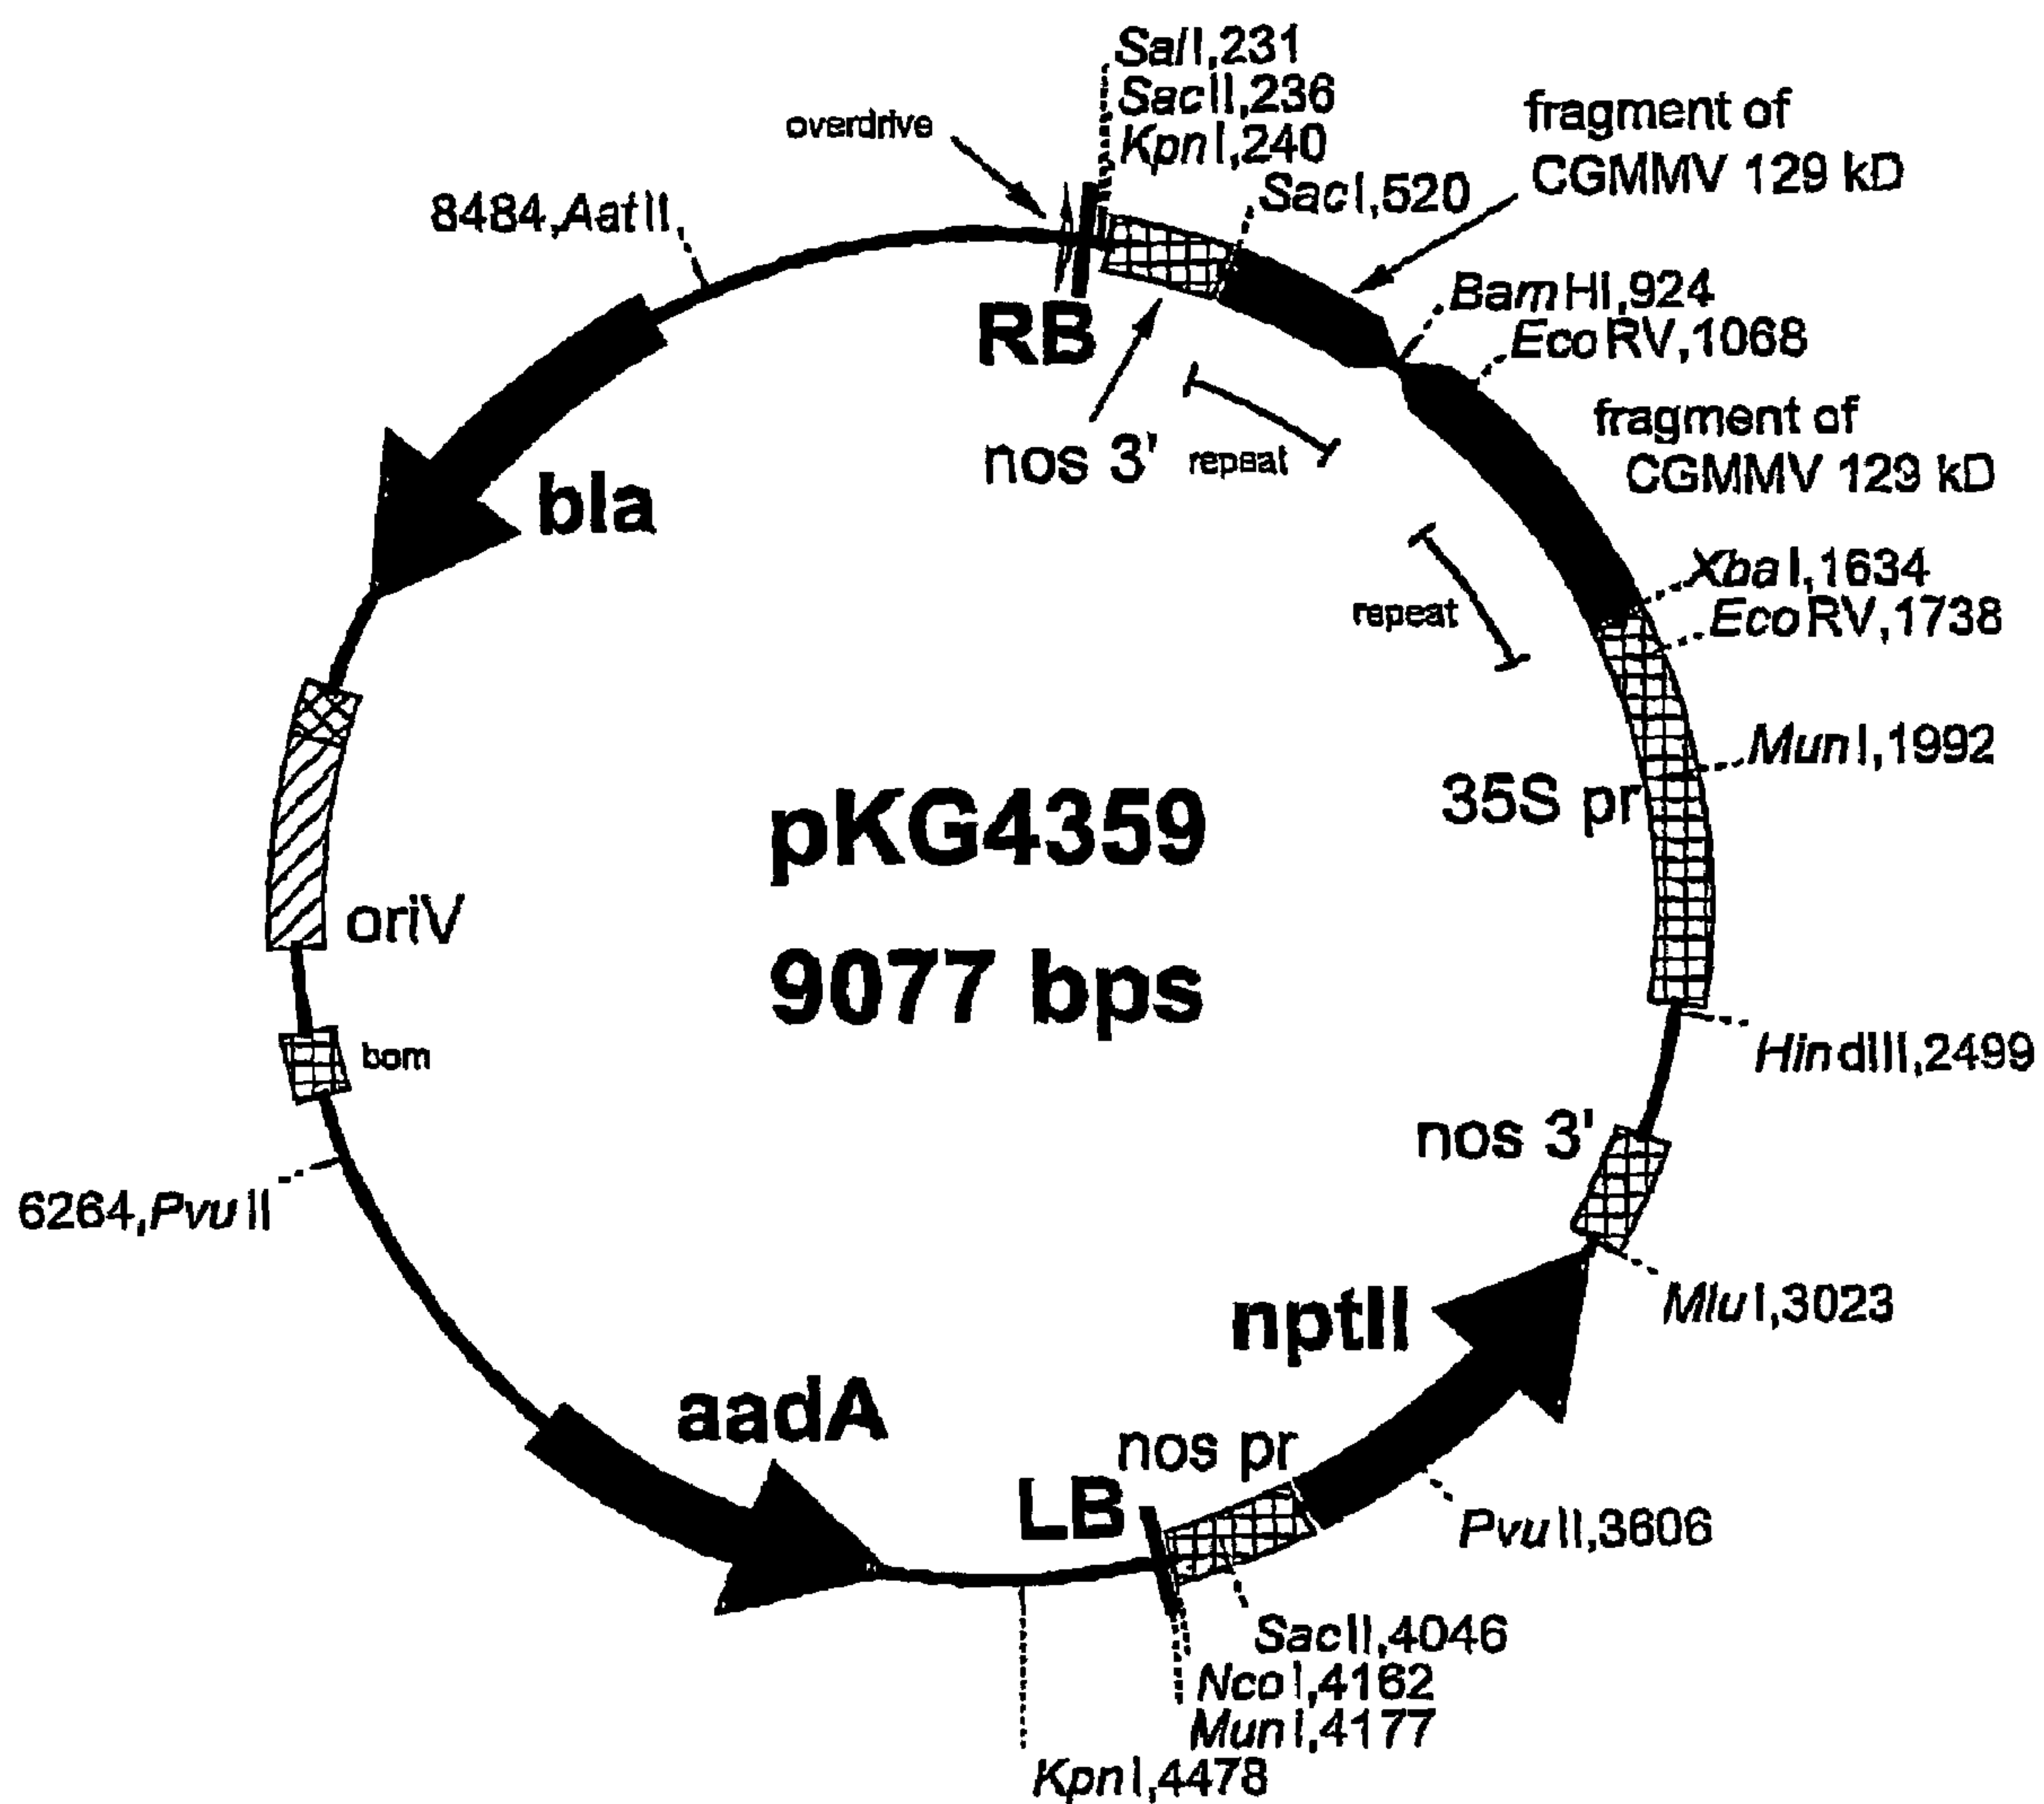 SalI,231
SacII,236
KpnI,240
overdrive
fragment of
CGMMV 129 kD
SacI,520
8484,AatII
BamHI,924
EcoRV,1068
RB
nos 3'
repeat
fragment of
CGMMV 129 kD
bla
XbaI,1634
EcoRV,1738
repeat
MunI,1992
35S pr
pKG4359
9077 bps
oriV
bom
HindIII,2499
nos 3'
6264,PvuII
MluI,3023
nptII
aadA
nos pr
LB
PvuII,3606
SacII,4046
NcoI,4162
MunI,4177
KpnI,4478